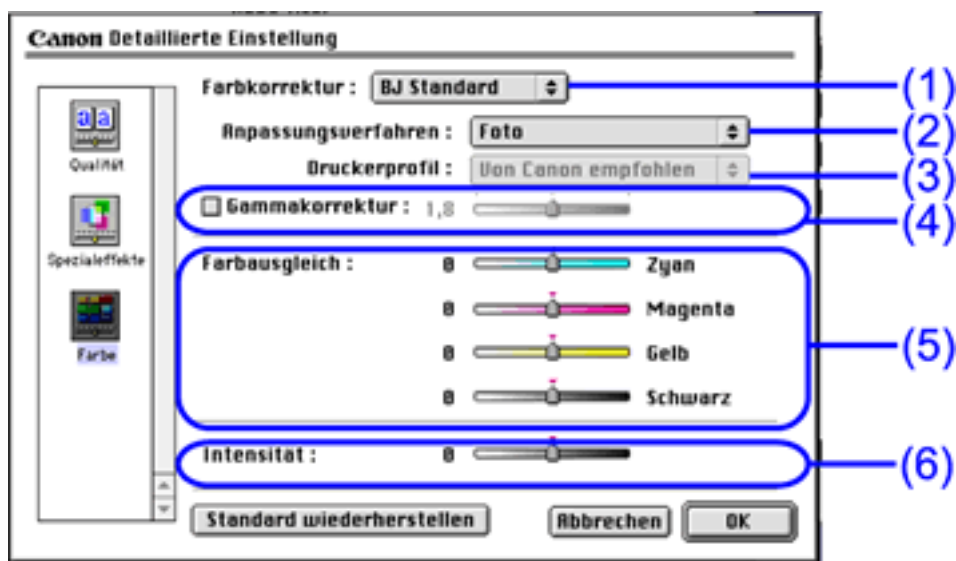 Canon Detaillierte Einstellung
Farbkorrektur : BJ Standard (1)
Anpassungsverfahren : Foto (2)
Druckerprofil : Von Canon empfohlen (3)
Gammakorrektur : 1,8 (4)
Qualität
Spezialeffekte
Farbe
Farbausgleich : 0 Zyan
0 Magenta
0 Gelb (5)
0 Schwarz
Intensität : 0 (6)
Standard wiederherstellen Abbrechen OK